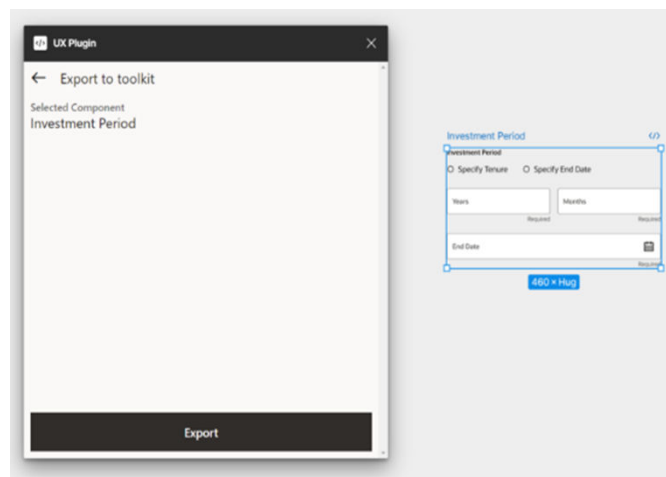 UX Plugin
Export to toolkit
Selected Component
Investment Period
Export
Investment Period
Investment Period
Specify Tenure Specify End Date
Years Months
Required Required
End Date
Required
460 × Hug